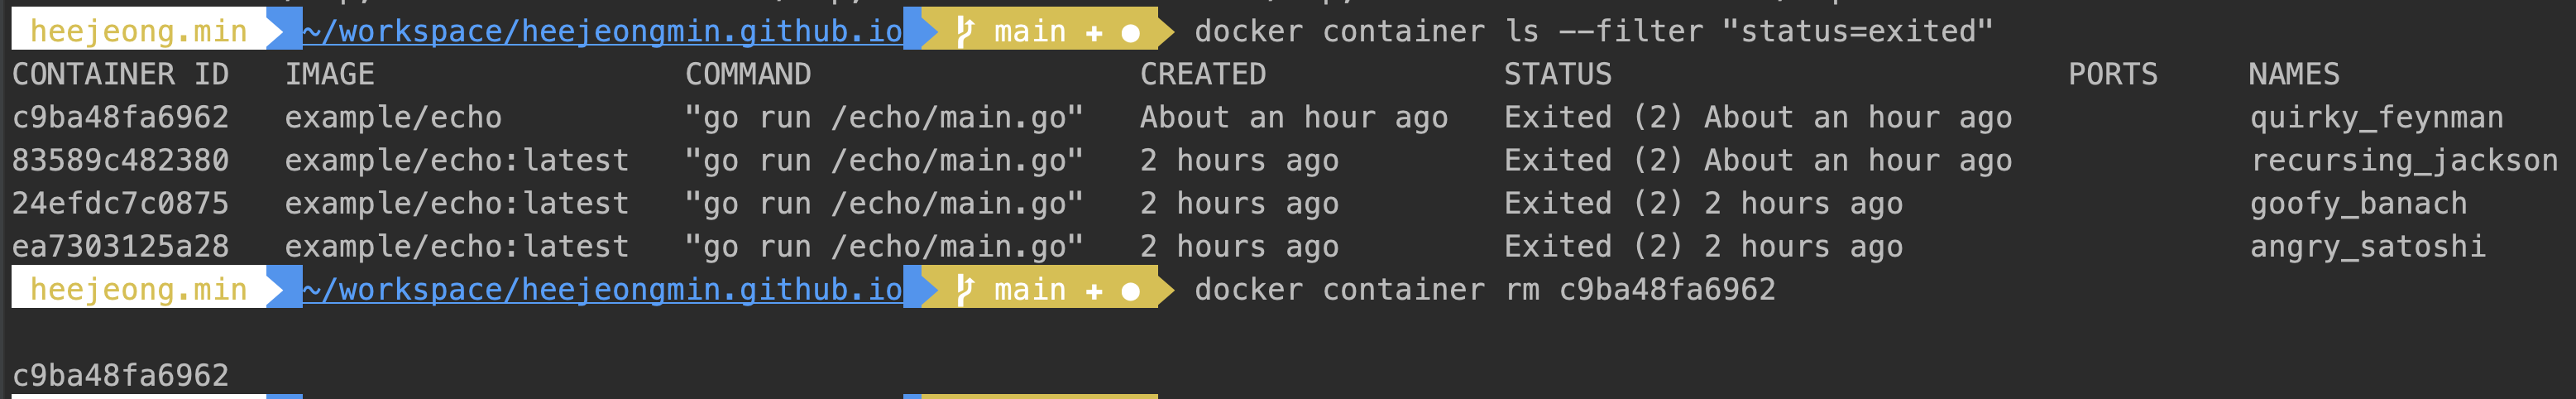 heejeong.min ~/workspace/heejeongmin.github.io main + ● docker container ls --filter "status=exited"
CONTAINER ID IMAGE COMMAND CREATED STATUS PORTS NAMES
c9ba48fa6962 example/echo "go run /echo/main.go" About an hour ago Exited (2) About an hour ago quirky_feynman
83589c482380 example/echo:latest "go run /echo/main.go" 2 hours ago Exited (2) About an hour ago recursing_jackson
24efdc7c0875 example/echo:latest "go run /echo/main.go" 2 hours ago Exited (2) 2 hours ago goofy_banach
ea7303125a28 example/echo:latest "go run /echo/main.go" 2 hours ago Exited (2) 2 hours ago angry_satoshi
heejeong.min ~/workspace/heejeongmin.github.io main + ● docker container rm c9ba48fa6962
c9ba48fa6962